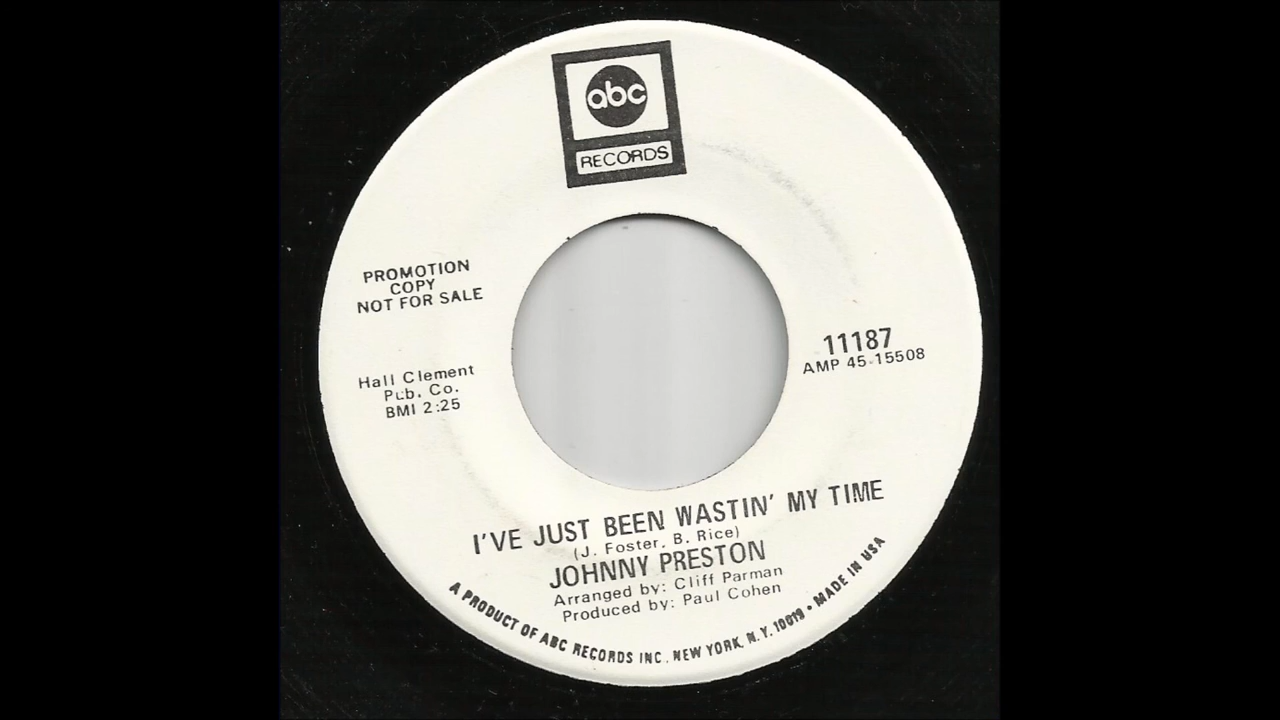 abc
RECORDS
PROMOTION
COPY
NOT FOR SALE
Hall Clement
Pub. Co.
BMI 2:25
11187
AMP 45-15508
I'VE JUST BEEN WASTIN' MY TIME
(J. Foster, B. Rice)
JOHNNY PRESTON
Arranged by: Cliff Parman
Produced by: Paul Cohen
A PRODUCT OF ABC RECORDS INC. NEW YORK, N.Y. 10019 • MADE IN USA